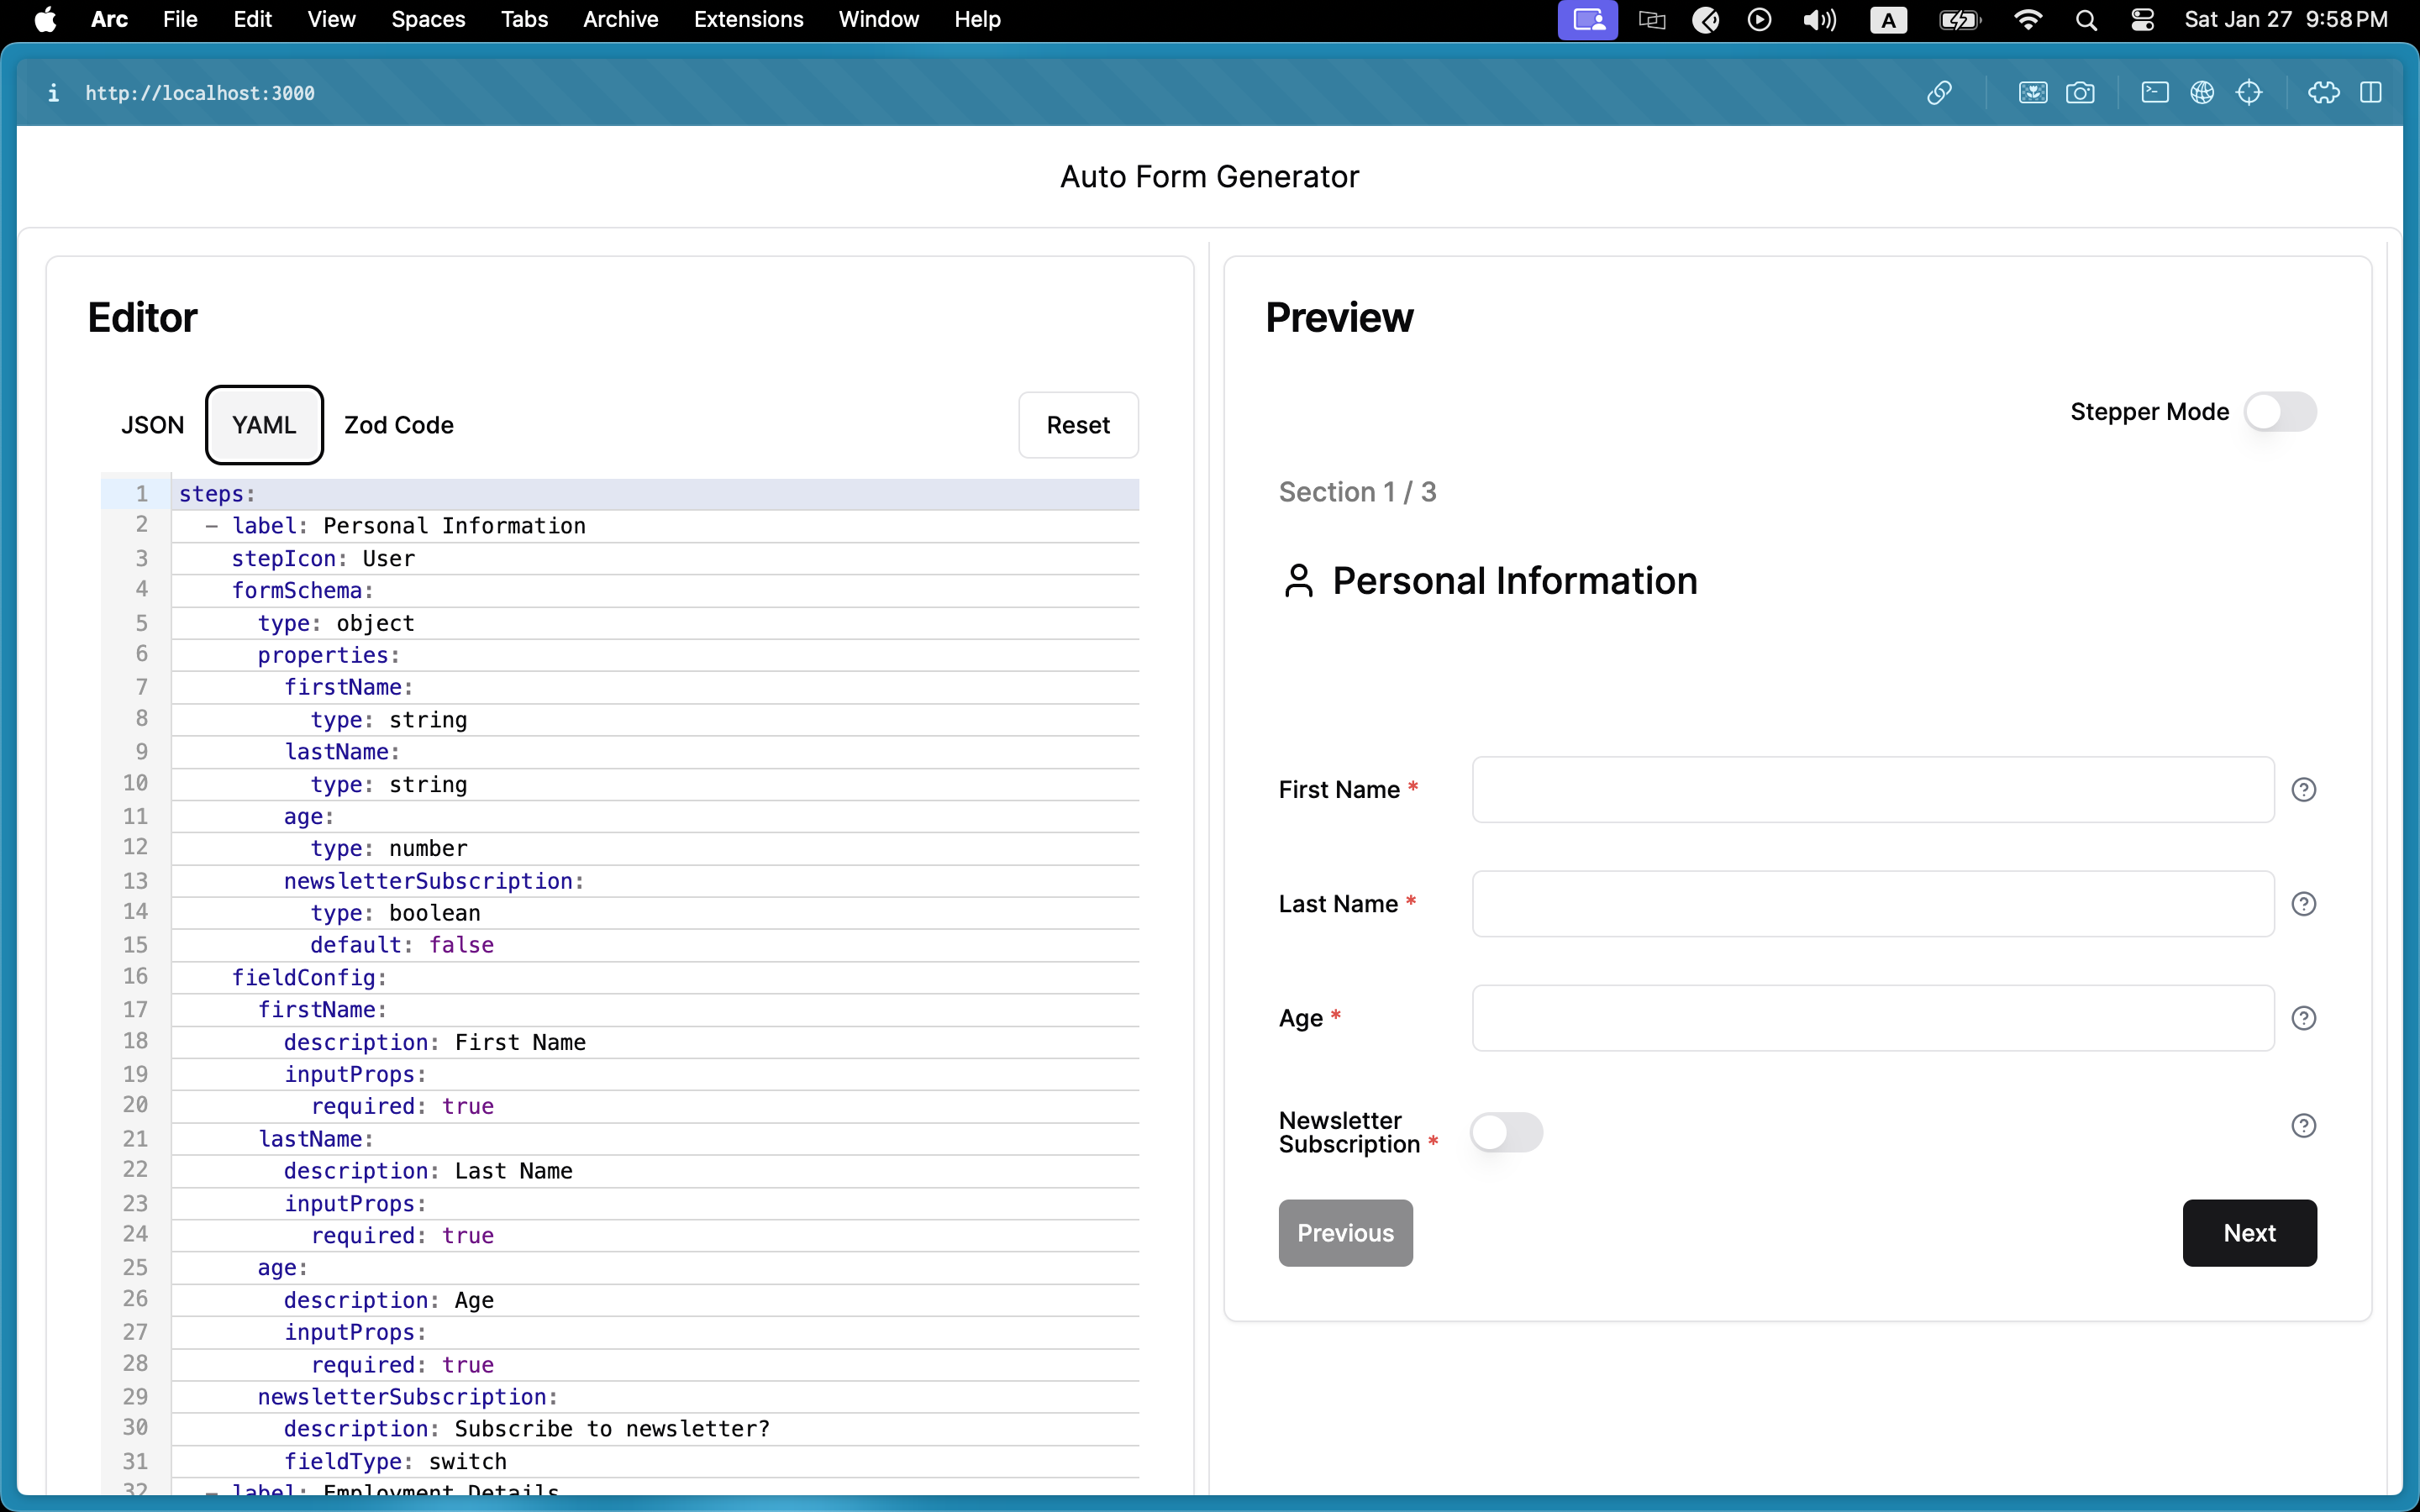 Arc File Edit View Spaces Tabs Archive Extensions Window Help A Sat Jan 27 9:58 PM
http://localhost:3000
Auto Form Generator
Editor
JSON YAML Zod Code Reset
1 steps:
2 - label: Personal Information
3 stepIcon: User
4 formSchema:
5 type: object
6 properties:
7 firstName:
8 type: string
9 lastName:
10 type: string
11 age:
12 type: number
13 newsletterSubscription:
14 type: boolean
15 default: false
16 fieldConfig:
17 firstName:
18 description: First Name
19 inputProps:
20 required: true
21 lastName:
22 description: Last Name
23 inputProps:
24 required: true
25 age:
26 description: Age
27 inputProps:
28 required: true
29 newsletterSubscription:
30 description: Subscribe to newsletter?
31 fieldType: switch
32 - label: Employment Details
Preview
Stepper Mode
Section 1 / 3
Personal Information
First Name *
Last Name *
Age *
Newsletter
Subscription *
Previous Next